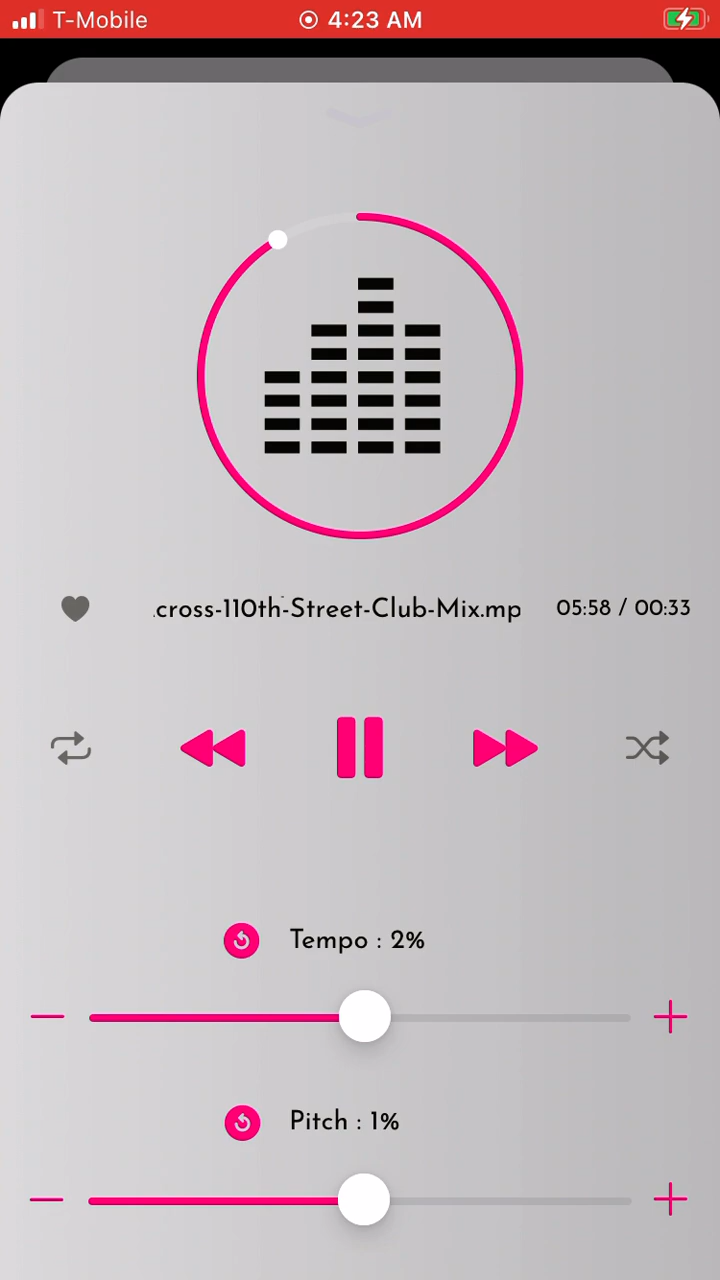 T-Mobile 4:23 AM
.cross-110th-Street-Club-Mix.mp 05:58 / 00:33
Tempo : 2%
Pitch : 1%